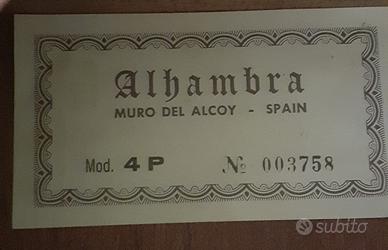 Alhambra
MURO DEL ALCOY - SPAIN
Mod. 4 P № 003758
subito